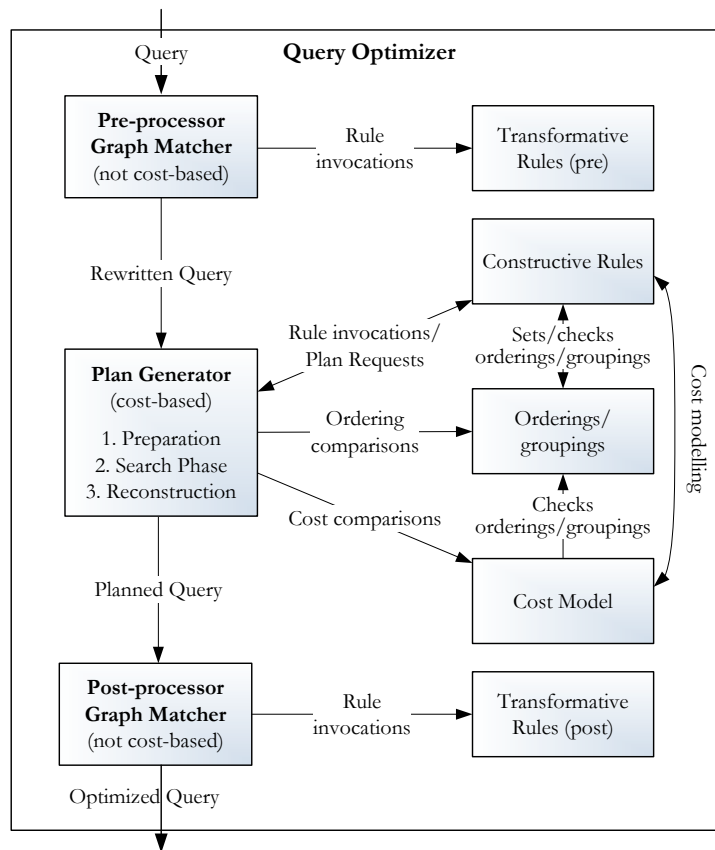 Query Optimizer
Query
Pre-processor
Graph Matcher
(not cost-based)
Rule
invocations
Transformative
Rules (pre)
Rewritten Query
Constructive Rules
Rule invocations/
Plan Requests
Sets/checks
orderings/groupings
Cost modelling
Plan Generator
(cost-based)
1. Preparation
2. Search Phase
3. Reconstruction
Ordering
comparisons
Orderings/
groupings
Cost comparisons
Checks
orderings/groupings
Planned Query
Cost Model
Post-processor
Graph Matcher
(not cost-based)
Rule
invocations
Transformative
Rules (post)
Optimized Query